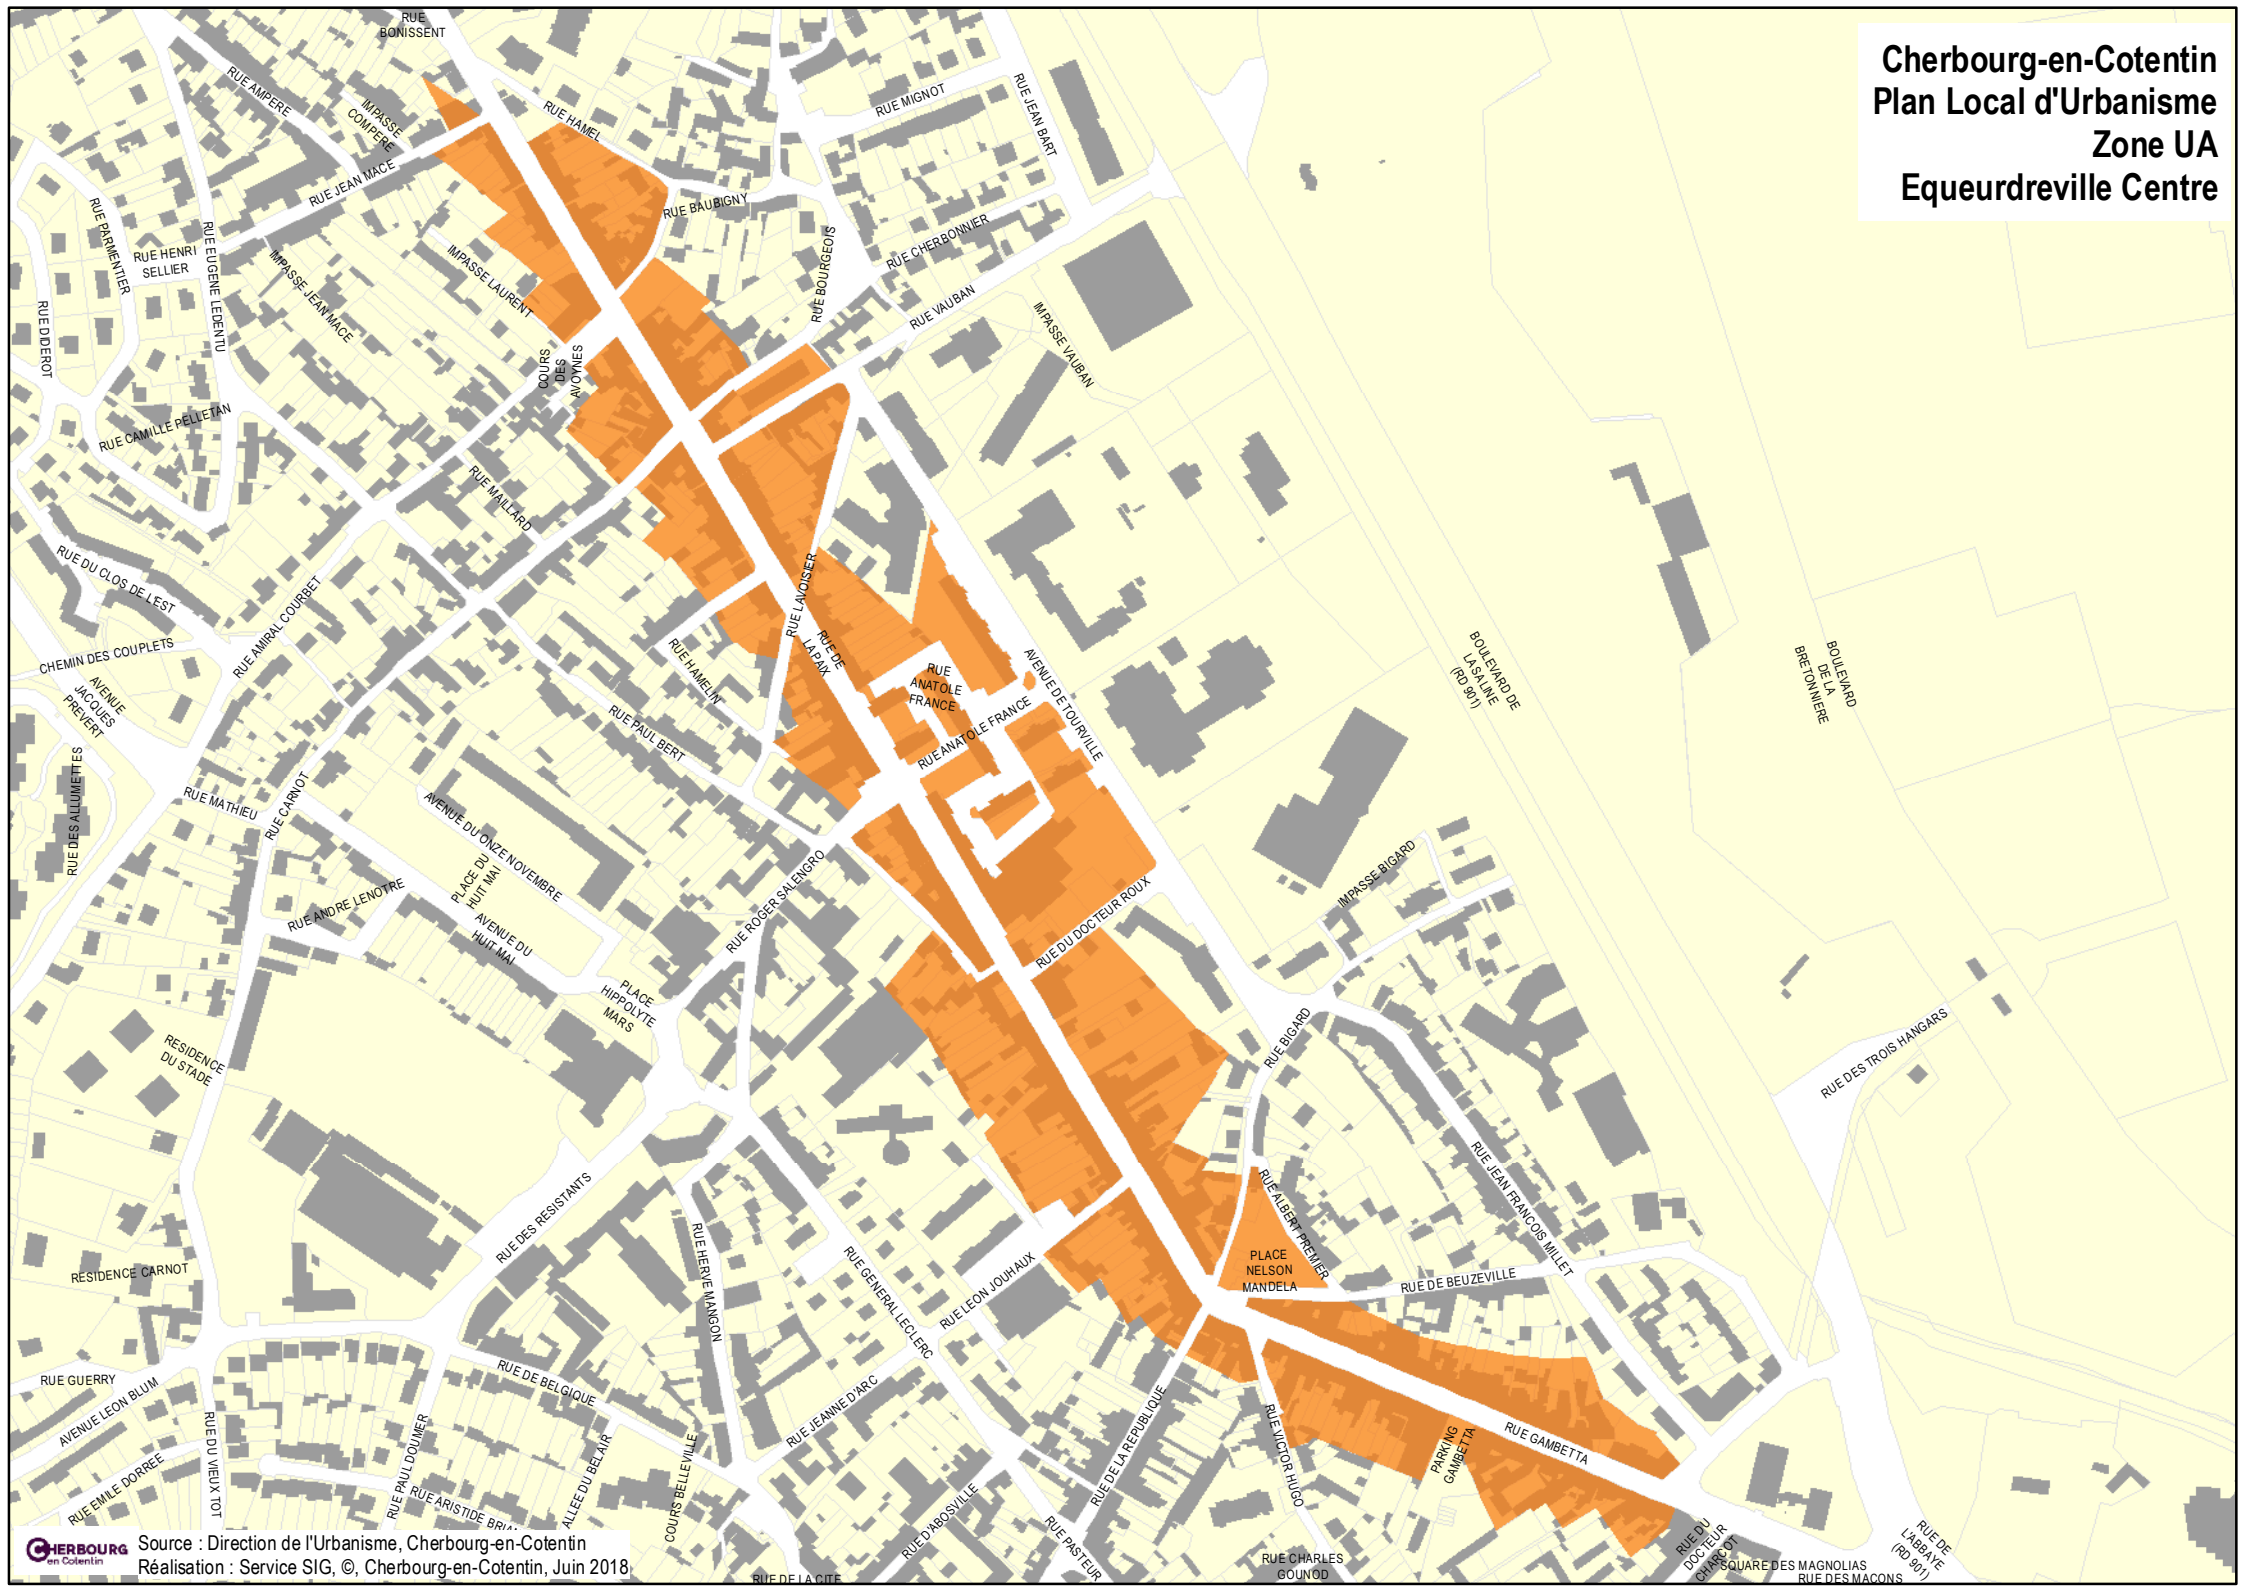 Cherbourg-en-Cotentin
Plan Local d'Urbanisme
Zone UA
Equeurdreville Centre
RUE
BONISSENT
RUE AMPERE
IMPASSE
COMPERE
RUE HAMEL
RUE MIGNOT
RUE JEAN BART
RUE JEAN MACE
RUE BAUBIGNY
RUE PARMENTIER
RUE HENRI
SELLIER
RUE EUGENE LEDENTU
IMPASSE JEAN MACE
IMPASSE LAURENT
RUE BOURGEOIS
RUE CHERBONNIER
RUE VAUBAN
IMPASSE VAUBAN
RUE DIDEROT
COURS
DES
AVOYNES
RUE CAMILLE PELLETAN
RUE MAILLARD
RUE DU CLOS DE L'EST
RUE AMIRAL COURBET
CHEMIN DES COUPLETS
AVENUE
JACQUES
PREVERT
RUE LAVOISIER
RUE DE
LA PAIX
RUE HAMELIN
RUE
ANATOLE
FRANCE
RUE ANATOLE FRANCE
AVENUE DE TOURVILLE
BOULEVARD DE
LA SALINE
(RD 901)
BOULEVARD
DE LA
BRETONNIERE
RUE PAUL BERT
RUE DES ALLUMETTES
RUE MATHIEU
RUE CARNOT
AVENUE DU ONZE NOVEMBRE
PLACE DU
HUIT MAI
RUE ANDRE LENOTRE
AVENUE DU
HUIT MAI
RUE ROGER SALENGRO
RUE DU DOCTEUR ROUX
IMPASSE BIGARD
PLACE
HIPPOLYTE
MARS
RESIDENCE
DU STADE
RUE BIGARD
RUE DES TROIS HANGARS
RUE DES RESISTANTS
RUE HERVE MANGON
RUE GENERAL LECLERC
RUE LEON JOUHAUX
RUE ALBERT PREMIER
RUE JEAN FRANCOIS MILLET
PLACE
NELSON
MANDELA
RUE DE BEUZEVILLE
RESIDENCE CARNOT
RUE GUERRY
AVENUE LEON BLUM
RUE DE BELGIQUE
RUE JEANNE D'ARC
RUE DE LA REPUBLIQUE
RUE VICTOR HUGO
PARKING
GAMBETTA
RUE GAMBETTA
RUE EMILE DORREE
RUE DU VIEUX TOT
RUE PAUL DOUMER
RUE ARISTIDE BRIAN
ALLEE DU BELAIR
COURS BELLEVILLE
RUE D'ABOSVILLE
RUE PASTEUR
RUE DE LA CITE
RUE CHARLES
GOUNOD
RUE DU
DOCTEUR
CHARCOT
SQUARE DES MAGNOLIAS
RUE DES MACONS
RUE DE
L'ABBAYE
(RD 901)
CHERBOURG
en Cotentin
Source : Direction de l'Urbanisme, Cherbourg-en-Cotentin
Réalisation : Service SIG, ©, Cherbourg-en-Cotentin, Juin 2018